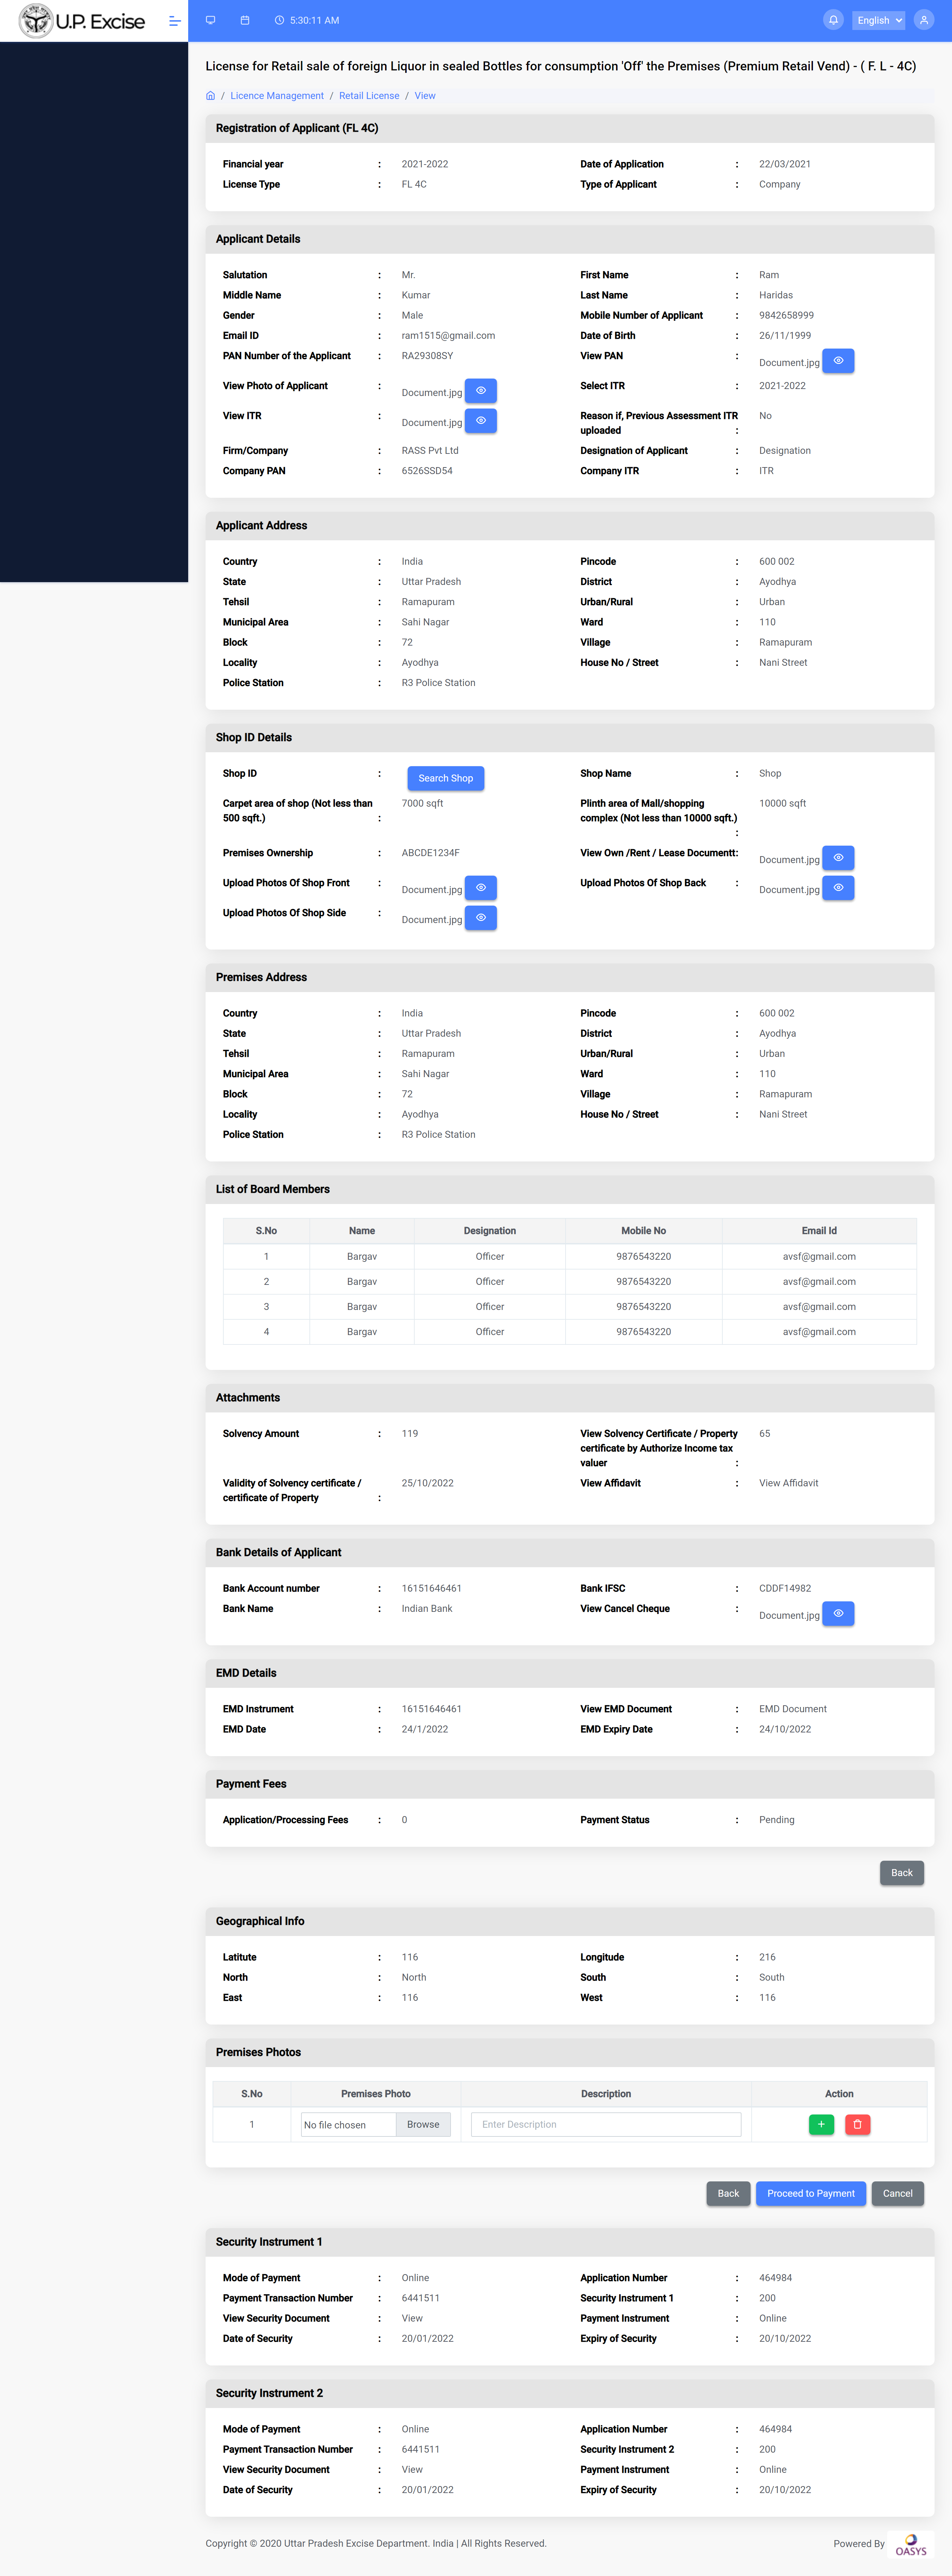 U.P. Excise
5:30:11 AM
English
License for Retail sale of foreign Liquor in sealed Bottles for consumption 'Off' the Premises (Premium Retail Vend) - ( F. L - 4C)
/ Licence Management / Retail License / View
Registration of Applicant (FL 4C)
Financial year : 2021-2022 Date of Application : 22/03/2021
License Type : FL 4C Type of Applicant : Company
Applicant Details
Salutation : Mr. First Name : Ram
Middle Name : Kumar Last Name : Haridas
Gender : Male Mobile Number of Applicant : 9842658999
Email ID : ram1515@gmail.com Date of Birth : 26/11/1999
PAN Number of the Applicant : RA29308SY View PAN : Document.jpg
View Photo of Applicant : Document.jpg Select ITR : 2021-2022
View ITR : Document.jpg Reason if, Previous Assessment ITR No
uploaded :
Firm/Company : RASS Pvt Ltd Designation of Applicant : Designation
Company PAN : 6526SSD54 Company ITR : ITR
Applicant Address
Country : India Pincode : 600 002
State : Uttar Pradesh District : Ayodhya
Tehsil : Ramapuram Urban/Rural : Urban
Municipal Area : Sahi Nagar Ward : 110
Block : 72 Village : Ramapuram
Locality : Ayodhya House No / Street : Nani Street
Police Station : R3 Police Station
Shop ID Details
Shop ID : Search Shop Shop Name : Shop
Carpet area of shop (Not less than 7000 sqft Plinth area of Mall/shopping 10000 sqft
500 sqft.) : complex (Not less than 10000 sqft.)
:
Premises Ownership : ABCDE1234F View Own /Rent / Lease Documentt: Document.jpg
Upload Photos Of Shop Front : Document.jpg Upload Photos Of Shop Back : Document.jpg
Upload Photos Of Shop Side : Document.jpg
Premises Address
Country : India Pincode : 600 002
State : Uttar Pradesh District : Ayodhya
Tehsil : Ramapuram Urban/Rural : Urban
Municipal Area : Sahi Nagar Ward : 110
Block : 72 Village : Ramapuram
Locality : Ayodhya House No / Street : Nani Street
Police Station : R3 Police Station
List of Board Members
S.No Name Designation Mobile No Email Id
1 Bargav Officer 9876543220 avsf@gmail.com
2 Bargav Officer 9876543220 avsf@gmail.com
3 Bargav Officer 9876543220 avsf@gmail.com
4 Bargav Officer 9876543220 avsf@gmail.com
Attachments
Solvency Amount : 119 View Solvency Certificate / Property 65
certificate by Authorize Income tax
valuer :
Validity of Solvency certificate / 25/10/2022 View Affidavit : View Affidavit
certificate of Property :
Bank Details of Applicant
Bank Account number : 16151646461 Bank IFSC : CDDF14982
Bank Name : Indian Bank View Cancel Cheque : Document.jpg
EMD Details
EMD Instrument : 16151646461 View EMD Document : EMD Document
EMD Date : 24/1/2022 EMD Expiry Date : 24/10/2022
Payment Fees
Application/Processing Fees : 0 Payment Status : Pending
Back
Geographical Info
Latitute : 116 Longitude : 216
North : North South : South
East : 116 West : 116
Premises Photos
S.No Premises Photo Description Action
1 No file chosen Browse Enter Description
Back Proceed to Payment Cancel
Security Instrument 1
Mode of Payment : Online Application Number : 464984
Payment Transaction Number : 6441511 Security Instrument 1 : 200
View Security Document : View Payment Instrument : Online
Date of Security : 20/01/2022 Expiry of Security : 20/10/2022
Security Instrument 2
Mode of Payment : Online Application Number : 464984
Payment Transaction Number : 6441511 Security Instrument 2 : 200
View Security Document : View Payment Instrument : Online
Date of Security : 20/01/2022 Expiry of Security : 20/10/2022
Copyright © 2020 Uttar Pradesh Excise Department. India | All Rights Reserved. Powered By OASYS